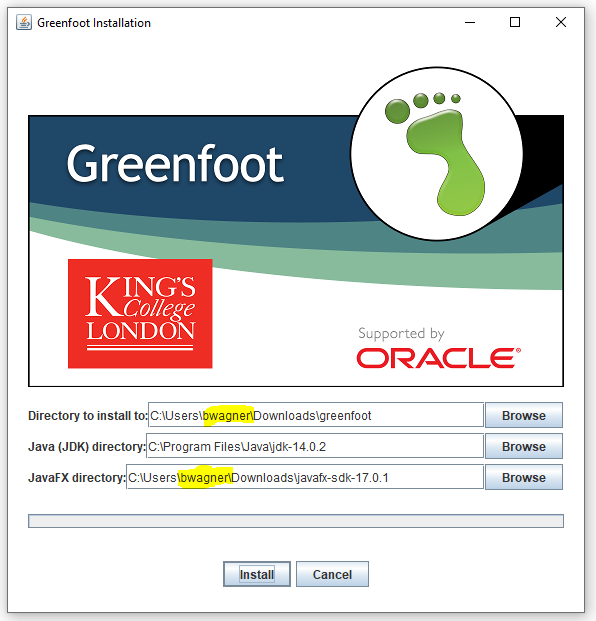 Greenfoot Installation
Greenfoot
KING'S
College
LONDON
Supported by
ORACLE®
Directory to install to: C:\Users\bwagner\Downloads\greenfoot Browse
Java (JDK) directory: C:\Program Files\Java\jdk-14.0.2 Browse
JavaFX directory: C:\Users\bwagner\Downloads\javafx-sdk-17.0.1 Browse
Install Cancel